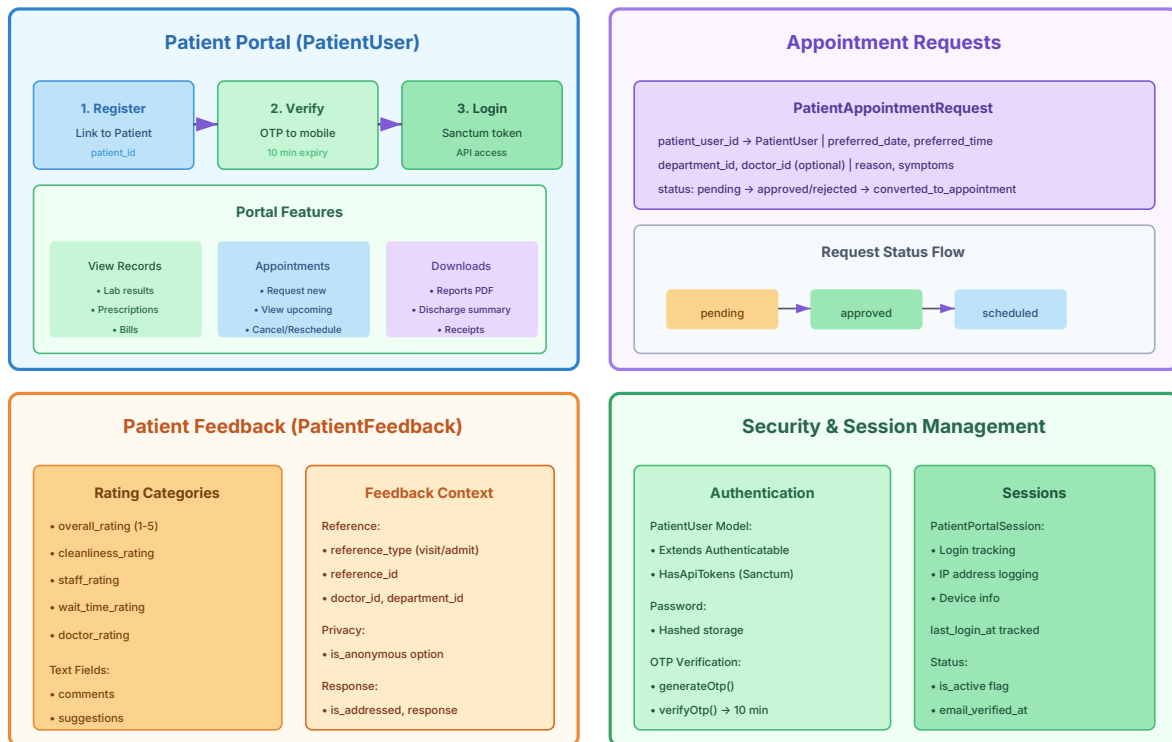 Patient Portal (PatientUser)
1. Register
Link to Patient
patient_id
2. Verify
OTP to mobile
10 min expiry
3. Login
Sanctum token
API access
Portal Features
View Records
• Lab results
• Prescriptions
• Bills
Appointments
• Request new
• View upcoming
• Cancel/Reschedule
Downloads
• Reports PDF
• Discharge summary
• Receipts
Appointment Requests
PatientAppointmentRequest
patient_user_id → PatientUser | preferred_date, preferred_time
department_id, doctor_id (optional) | reason, symptoms
status: pending → approved/rejected → converted_to_appointment
Request Status Flow
pending
approved
scheduled
Patient Feedback (PatientFeedback)
Rating Categories
• overall_rating (1-5)
• cleanliness_rating
• staff_rating
• wait_time_rating
• doctor_rating
Text Fields:
• comments
• suggestions
Feedback Context
Reference:
• reference_type (visit/admit)
• reference_id
• doctor_id, department_id
Privacy:
• is_anonymous option
Response:
• is_addressed, response
Security & Session Management
Authentication
PatientUser Model:
• Extends Authenticatable
• HasApiTokens (Sanctum)
Password:
• Hashed storage
OTP Verification:
• generateOtp()
• verifyOtp() → 10 min
Sessions
PatientPortalSession:
• Login tracking
• IP address logging
• Device info
last_login_at tracked
Status:
• is_active flag
• email_verified_at